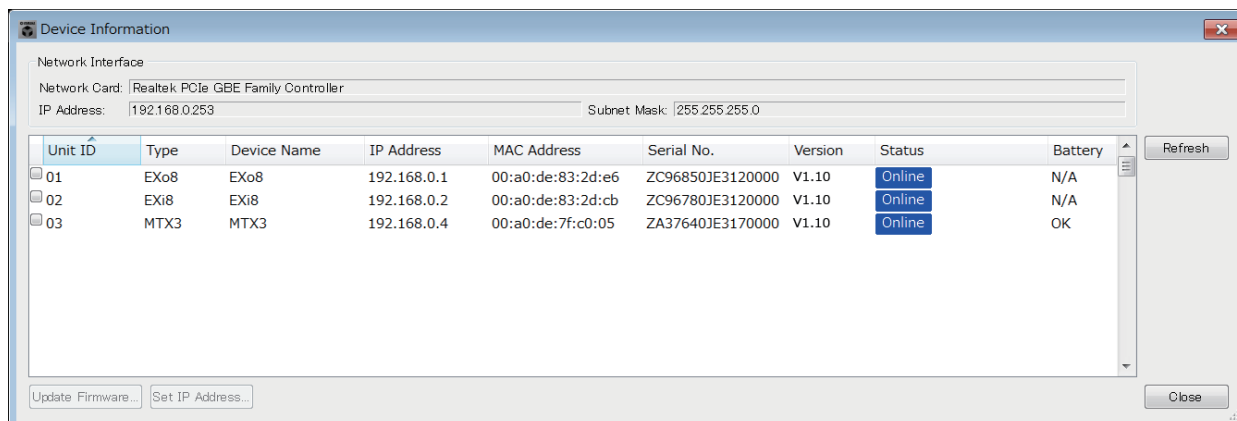 Device Information
Network Interface
Network Card: Realtek PCIe GBE Family Controller
IP Address: 192.168.0.253 Subnet Mask: 255.255.255.0
Unit ID Type Device Name IP Address MAC Address Serial No. Version Status Battery Refresh
01 EXo8 EXo8 192.168.0.1 00:a0:de:83:2d:e6 ZC96850JE3120000 V1.10 Online N/A
02 EXi8 EXi8 192.168.0.2 00:a0:de:83:2d:cb ZC96780JE3120000 V1.10 Online N/A
03 MTX3 MTX3 192.168.0.4 00:a0:de:7f:c0:05 ZA37640JE3170000 V1.10 Online OK
Update Firmware... Set IP Address... Close